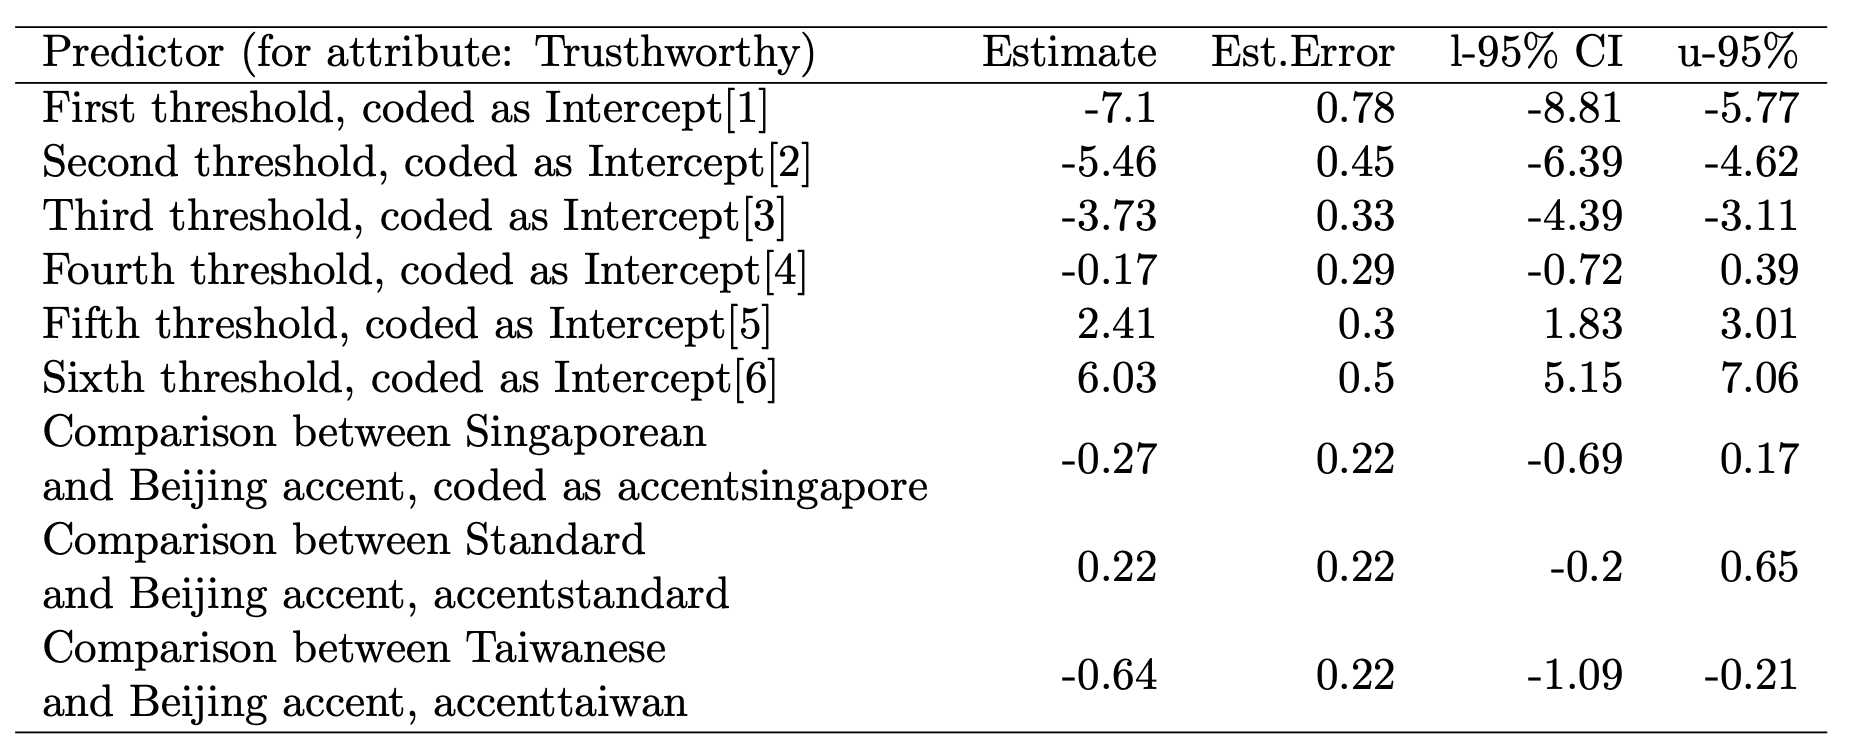 Predictor (for attribute: Trusthworthy) Estimate Est.Error l-95% CI u-95%
First threshold, coded as Intercept[1] -7.1 0.78 -8.81 -5.77
Second threshold, coded as Intercept[2] -5.46 0.45 -6.39 -4.62
Third threshold, coded as Intercept[3] -3.73 0.33 -4.39 -3.11
Fourth threshold, coded as Intercept[4] -0.17 0.29 -0.72 0.39
Fifth threshold, coded as Intercept[5] 2.41 0.3 1.83 3.01
Sixth threshold, coded as Intercept[6] 6.03 0.5 5.15 7.06
Comparison between Singaporean
and Beijing accent, coded as accentsingapore -0.27 0.22 -0.69 0.17
Comparison between Standard
and Beijing accent, accentstandard 0.22 0.22 -0.2 0.65
Comparison between Taiwanese
and Beijing accent, accenttaiwan -0.64 0.22 -1.09 -0.21